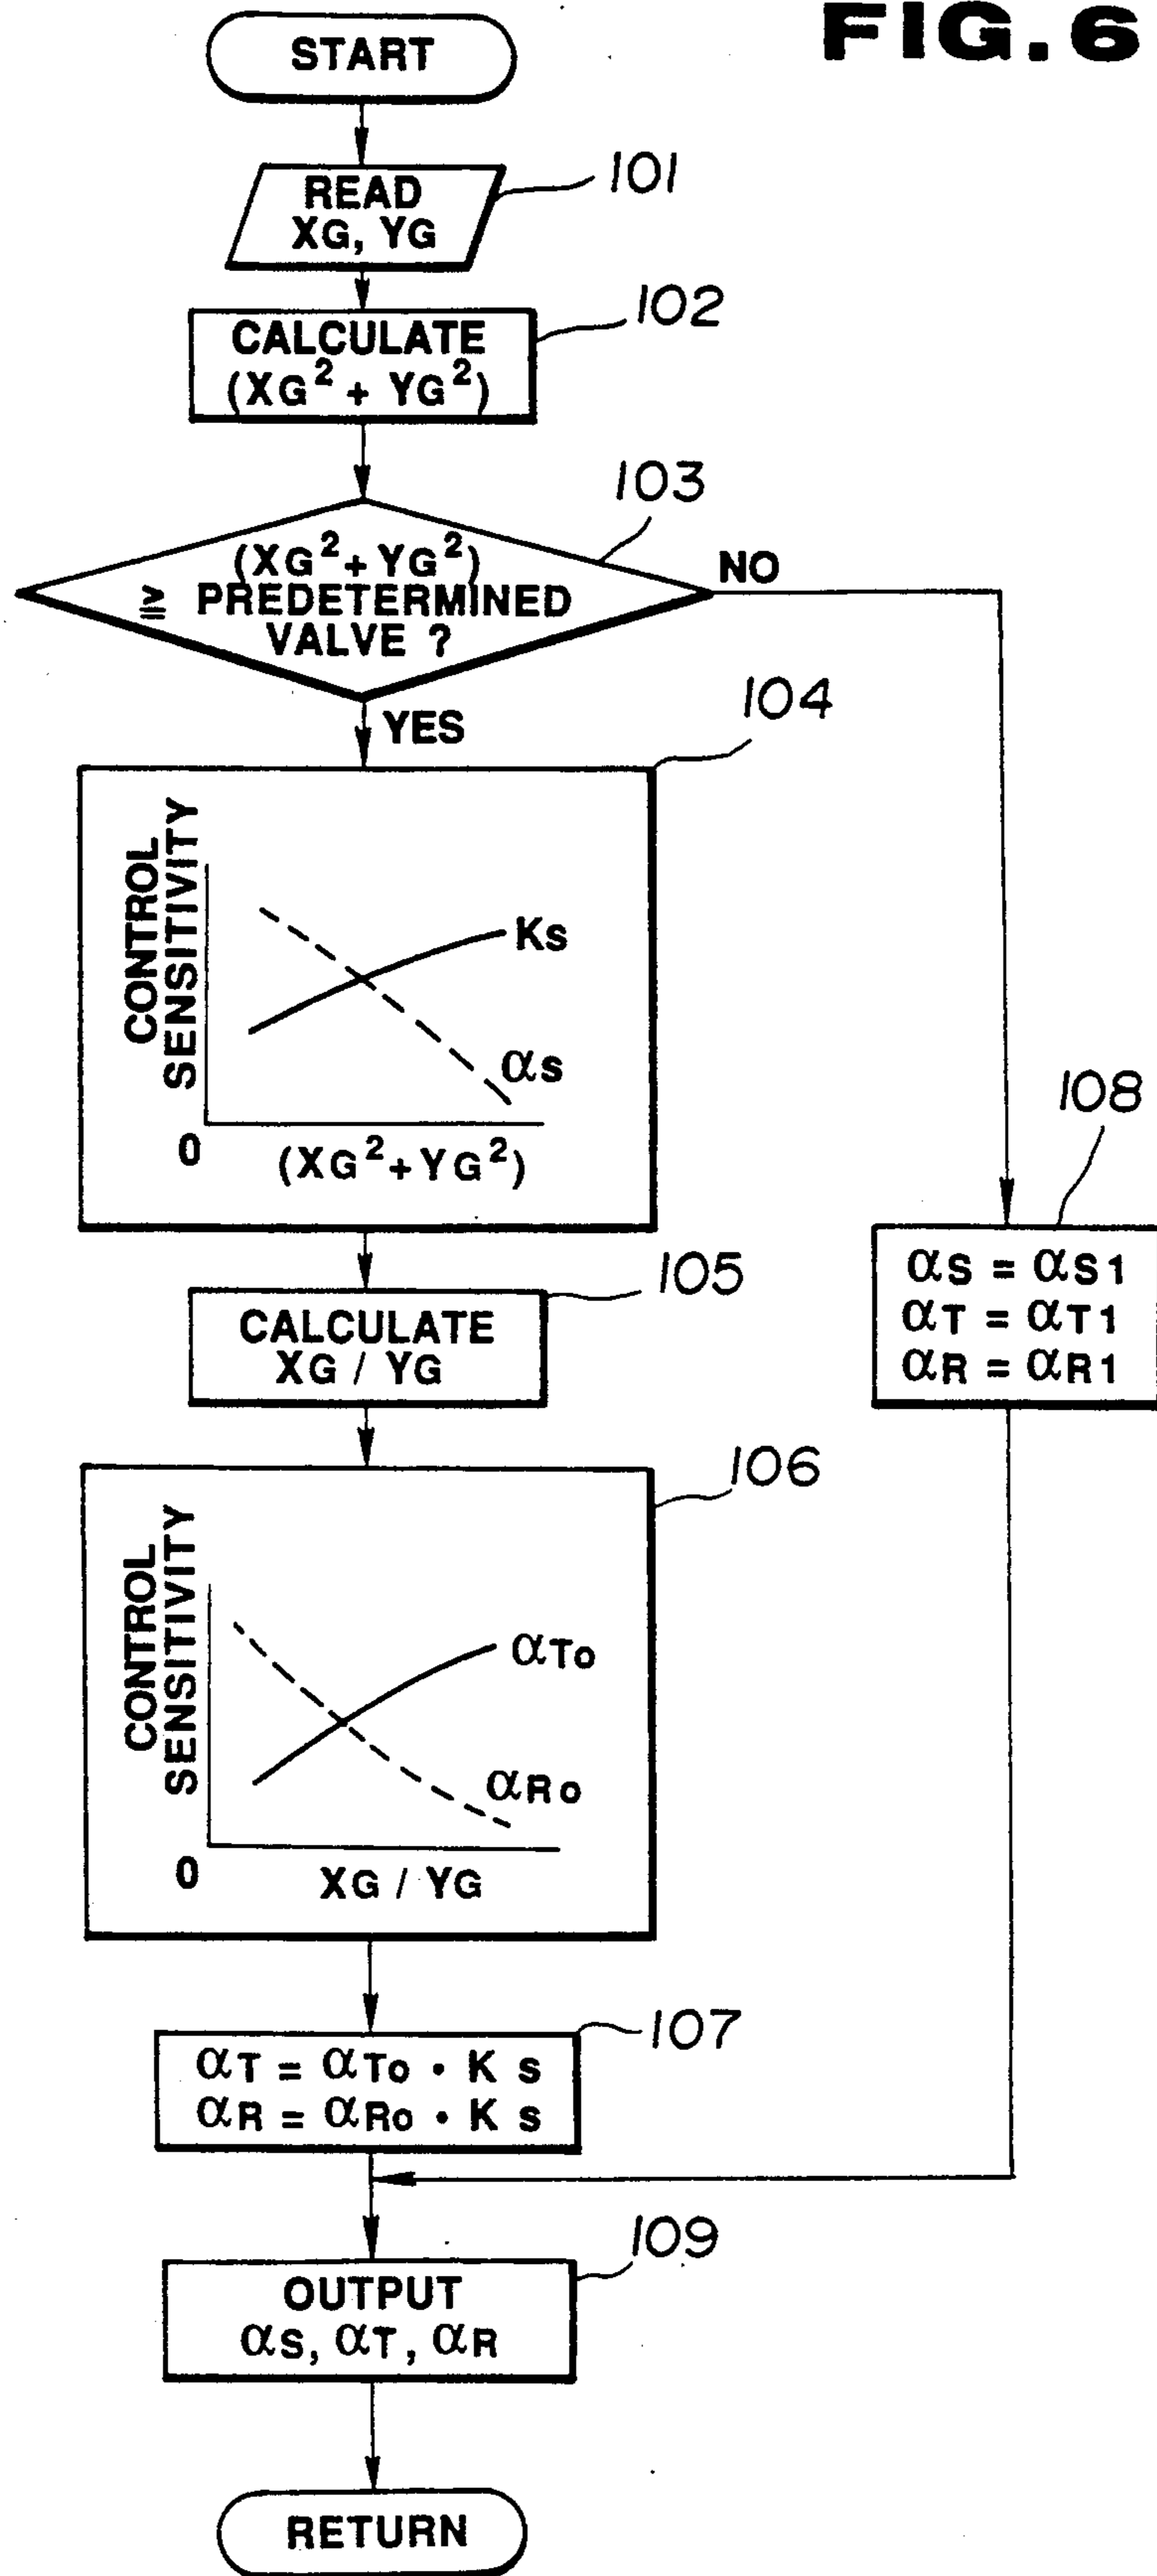 FIG. 6
START
READ
XG, YG
101
CALCULATE
(XG² + YG²)
102
103
(XG² + YG²)
≧ PREDETERMINED
VALVE ?
NO
YES
104
CONTROL
SENSITIVITY
Ks
αs
0
(XG² + YG²)
105
CALCULATE
XG / YG
108
αS = αS1
αT = αT1
αR = αR1
106
CONTROL
SENSITIVITY
αTo
αRo
0
XG / YG
107
αT = αTo · K s
αR = αRo · K s
109
OUTPUT
αS, αT, αR
RETURN